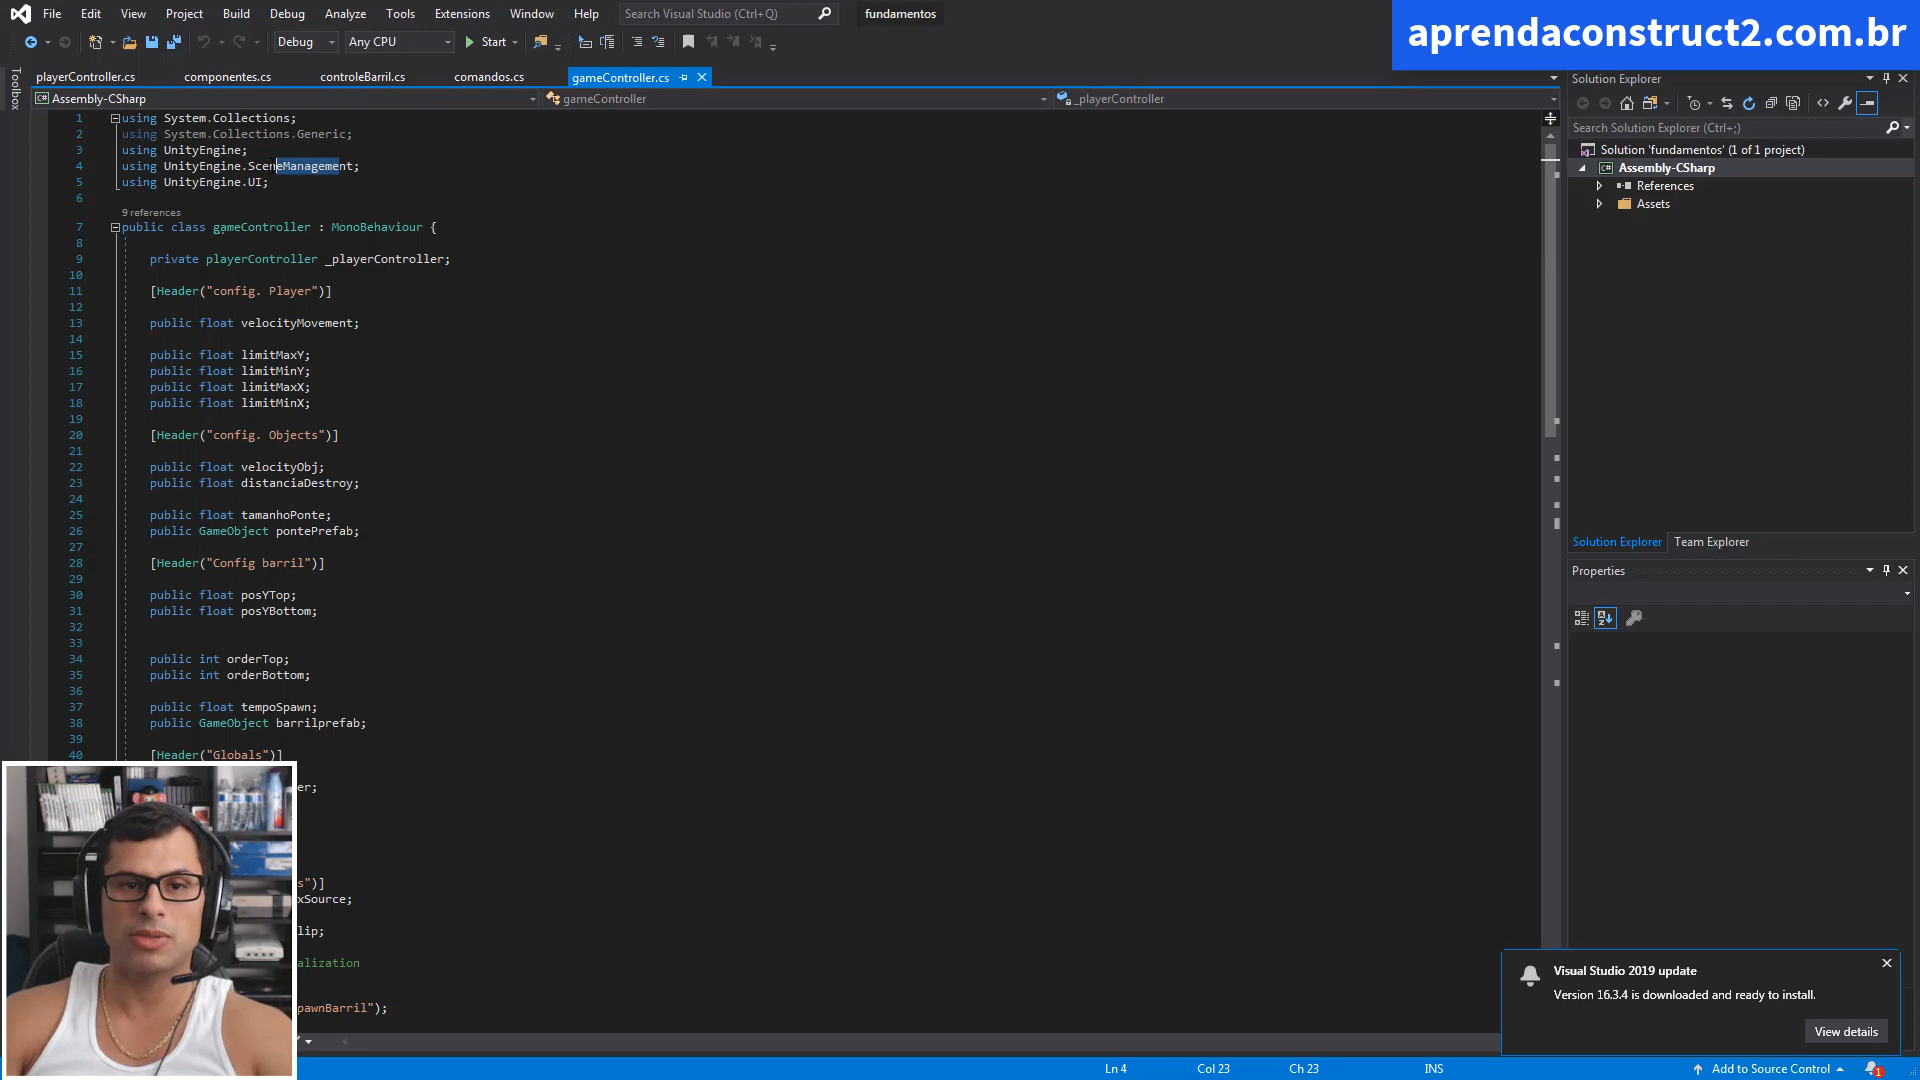 File Edit View Project Build Debug Analyze Tools Extensions Window Help Search Visual Studio (Ctrl+Q) fundamentos
aprendaconstruct2.com.br
Debug Any CPU Start
Toolbox
playerController.cs componentes.cs controleBarril.cs comandos.cs gameController.cs
Assembly-CSharp gameController _playerController
1 using System.Collections;
2 using System.Collections.Generic;
3 using UnityEngine;
4 using UnityEngine.SceneManagement;
5 using UnityEngine.UI;
6
9 references
7 public class gameController : MonoBehaviour {
8
9 private playerController _playerController;
10
11 [Header("config. Player")]
12
13 public float velocityMovement;
14
15 public float limitMaxY;
16 public float limitMinY;
17 public float limitMaxX;
18 public float limitMinX;
19
20 [Header("config. Objects")]
21
22 public float velocityObj;
23 public float distanciaDestroy;
24
25 public float tamanhoPonte;
26 public GameObject pontePrefab;
27
28 [Header("Config barril")]
29
30 public float posYTop;
31 public float posYBottom;
32
33
34 public int orderTop;
35 public int orderBottom;
36
37 public float tempoSpawn;
38 public GameObject barrilprefab;
39
40 [Header("Globals")]
er;
s")]
xSource;
lip;
alization
pawnBarril");
Solution Explorer
Search Solution Explorer (Ctrl+;)
Solution 'fundamentos' (1 of 1 project)
Assembly-CSharp
References
Assets
Solution Explorer Team Explorer
Properties
Visual Studio 2019 update
Version 16.3.4 is downloaded and ready to install.
View details
Ln 4 Col 23 Ch 23 INS Add to Source Control 1